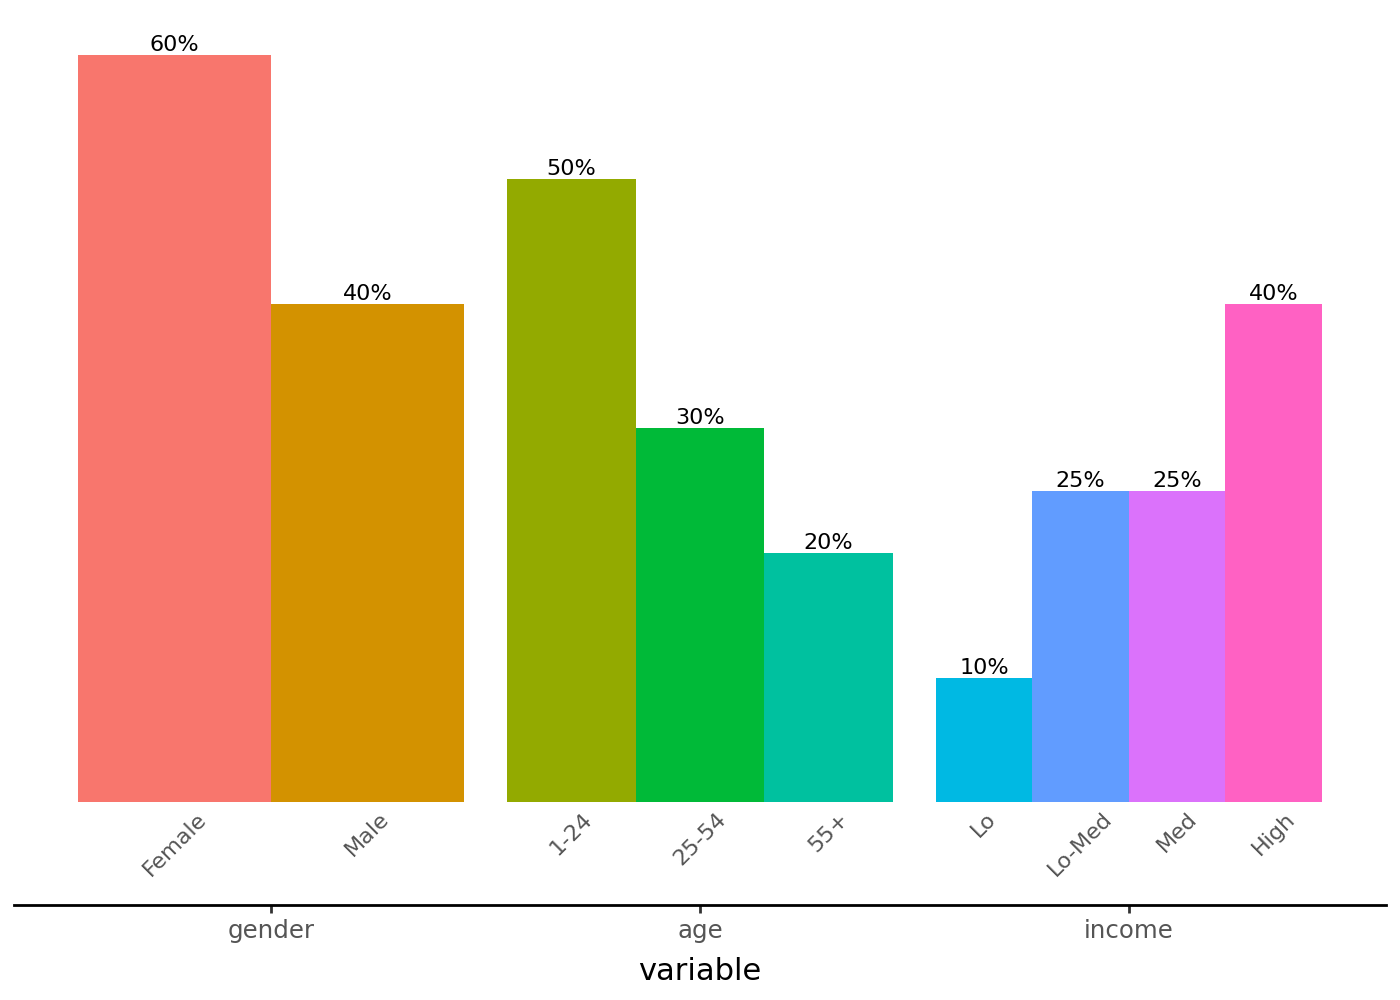 60%
50%
40%
40%
30%
25%
25%
20%
10%
Female
Male
1-24
25-54
55+
Lo
Lo-Med
Med
High
gender
age
income
variable